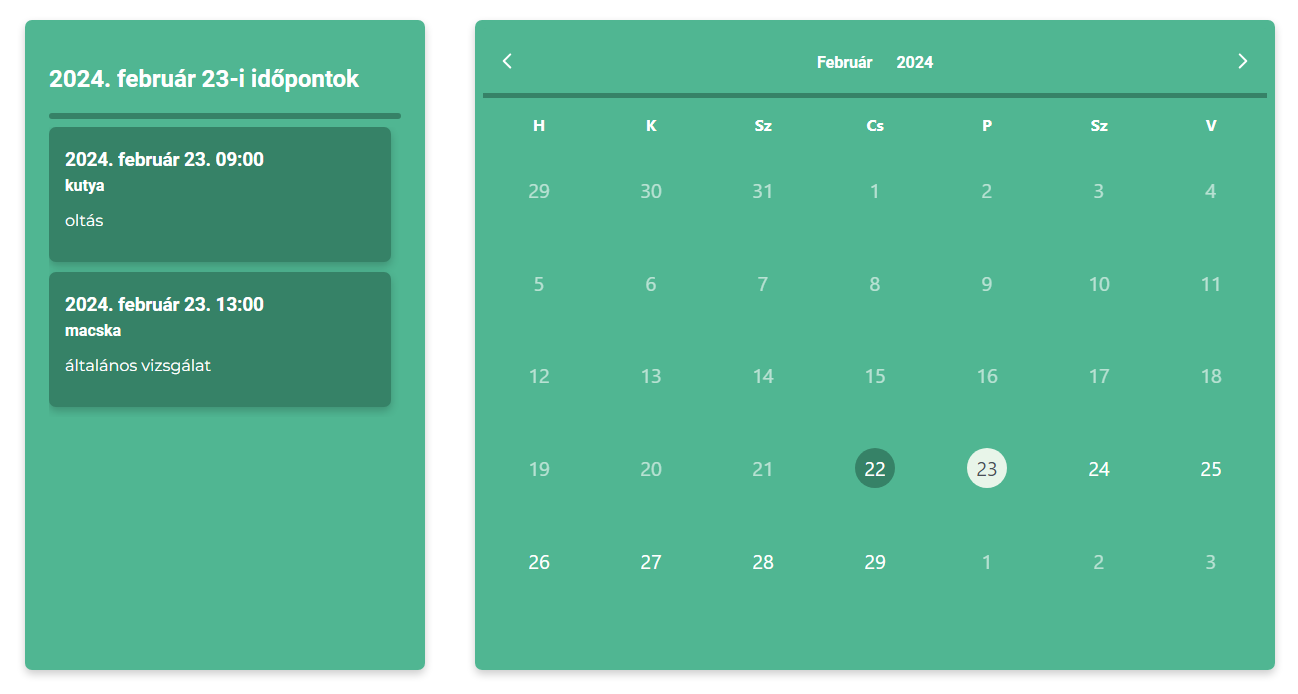 2024. február 23-i időpontok
2024. február 23. 09:00
kutya
oltás
2024. február 23. 13:00
macska
általános vizsgálat
Február 2024
H K Sz Cs P Sz V
29 30 31 1 2 3 4
5 6 7 8 9 10 11
12 13 14 15 16 17 18
19 20 21 22 23 24 25
26 27 28 29 1 2 3